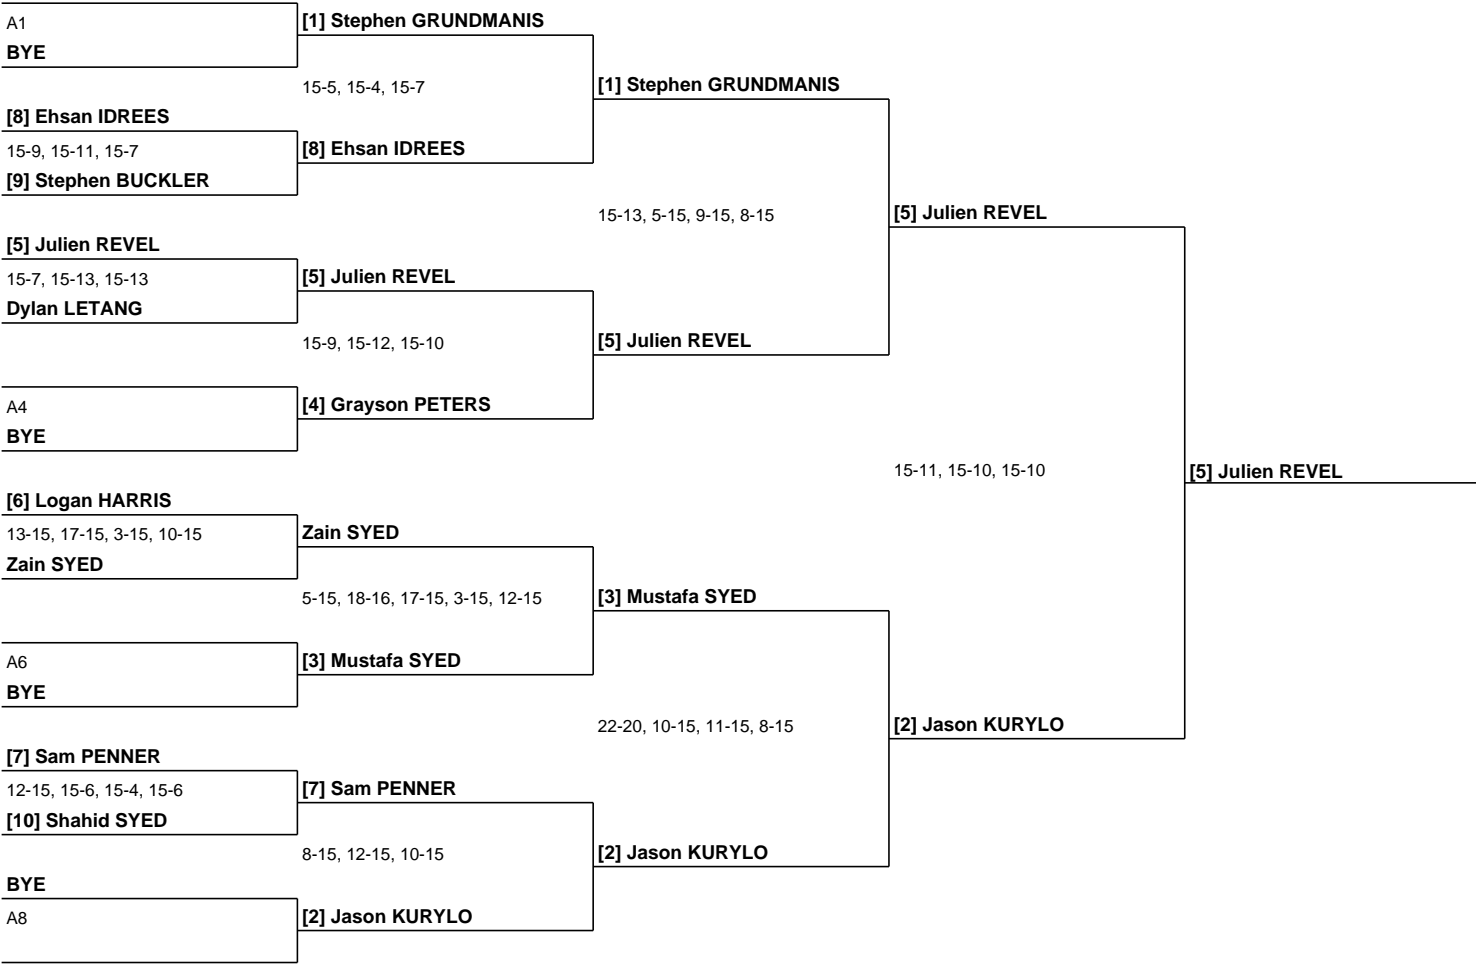 A1
BYE
[8] Ehsan IDREES
15-9, 15-11, 15-7
[9] Stephen BUCKLER
[5] Julien REVEL
15-7, 15-13, 15-13
Dylan LETANG
A4
BYE
[6] Logan HARRIS
13-15, 17-15, 3-15, 10-15
Zain SYED
A6
BYE
[7] Sam PENNER
12-15, 15-6, 15-4, 15-6
[10] Shahid SYED
BYE
A8
[1] Stephen GRUNDMANIS
15-5, 15-4, 15-7
[8] Ehsan IDREES
[5] Julien REVEL
15-9, 15-12, 15-10
[4] Grayson PETERS
Zain SYED
5-15, 18-16, 17-15, 3-15, 12-15
[3] Mustafa SYED
[7] Sam PENNER
8-15, 12-15, 10-15
[2] Jason KURYLO
[1] Stephen GRUNDMANIS
15-13, 5-15, 9-15, 8-15
[5] Julien REVEL
[3] Mustafa SYED
22-20, 10-15, 11-15, 8-15
[2] Jason KURYLO
[5] Julien REVEL
15-11, 15-10, 15-10
[2] Jason KURYLO
[5] Julien REVEL